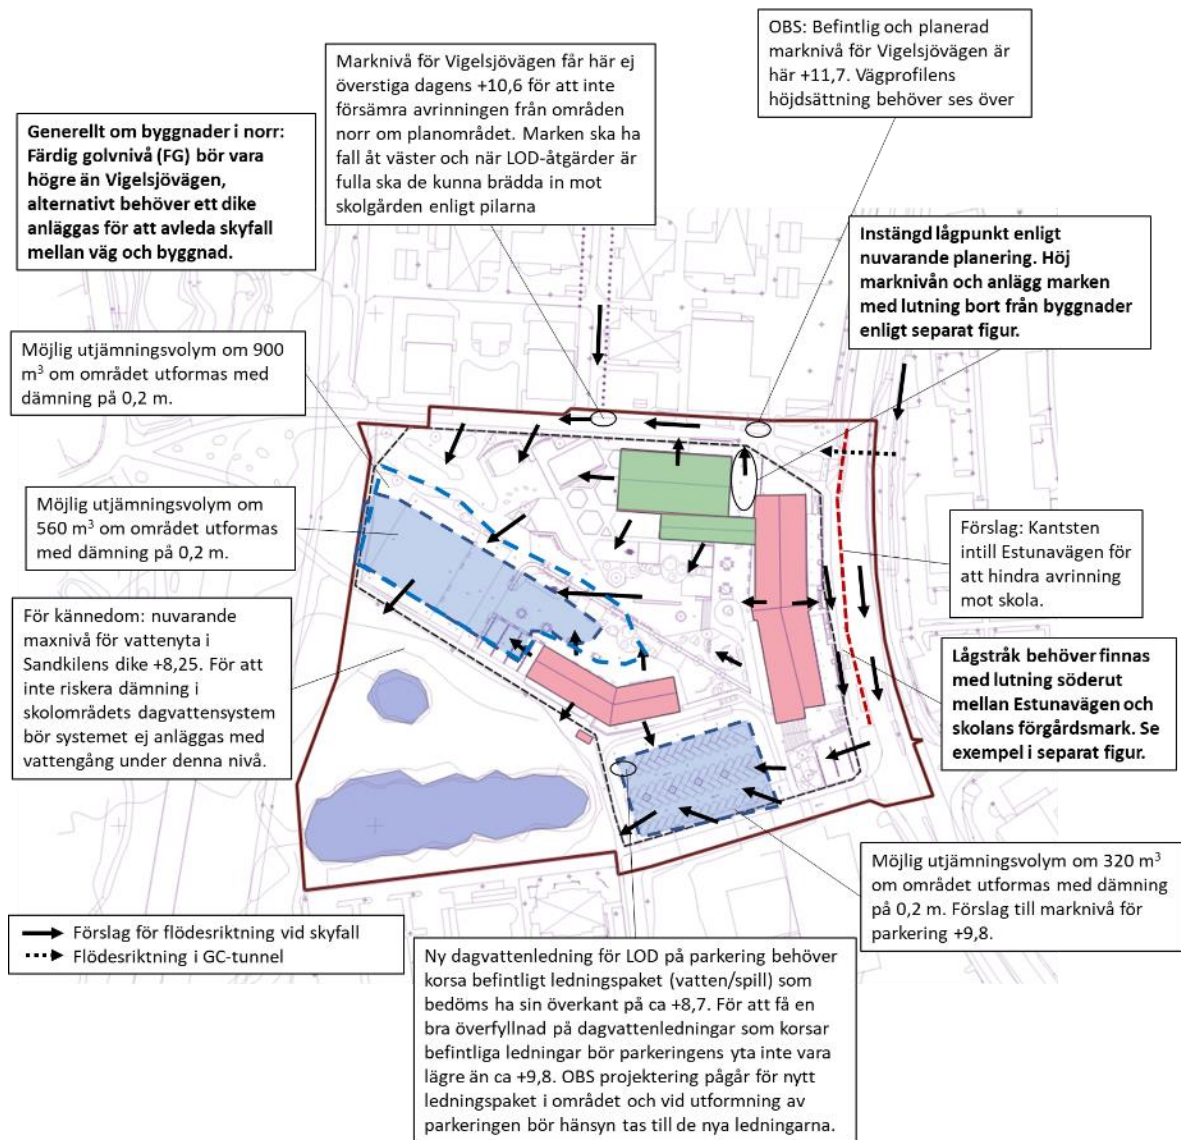 OBS: Befintlig och planerad
marknivå för Vigelsjövägen är
här +11,7. Vägprofilens
höjdsättning behöver ses över
Marknivå för Vigelsjövägen får här ej
överstiga dagens +10,6 för att inte
försämra avrinningen från områden
norr om planområdet. Marken ska ha
fall åt väster och när LOD-åtgärder är
fulla ska de kunna brädda in mot
skolgården enligt pilarna
Generellt om byggnader i norr:
Färdig golvnivå (FG) bör vara
högre än Vigelsjövägen,
alternativt behöver ett dike
anläggas för att avleda skyfall
mellan väg och byggnad.
Instängd lågpunkt enligt
nuvarande planering. Höj
marknivån och anlägg marken
med lutning bort från byggnader
enligt separat figur.
Möjlig utjämningsvolym om 900
m³ om området utformas med
dämning på 0,2 m.
Möjlig utjämningsvolym om
560 m³ om området utformas
med dämning på 0,2 m.
Förslag: Kantsten
intill Estunavägen för
att hindra avrinning
mot skola.
För kännedom: nuvarande
maxnivå för vattenyta i
Sandkilens dike +8,25. För att
inte riskera dämning i
skolområdets dagvattensystem
bör systemet ej anläggas med
vattengång under denna nivå.
Lågstråk behöver finnas
med lutning söderut
mellan Estunavägen och
skolans förgårdsmark. Se
exempel i separat figur.
Möjlig utjämningsvolym om 320 m³
om området utformas med dämning
på 0,2 m. Förslag till marknivå för
parkering +9,8.
Förslag för flödesriktning vid skyfall
Flödesriktning i GC-tunnel
Ny dagvattenledning för LOD på parkering behöver
korsa befintligt ledningspaket (vatten/spill) som
bedöms ha sin överkant på ca +8,7. För att få en
bra överfyllnad på dagvattenledningar som korsar
befintliga ledningar bör parkeringens yta inte vara
lägre än ca +9,8. OBS projektering pågår för nytt
ledningspaket i området och vid utformning av
parkeringen bör hänsyn tas till de nya ledningarna.